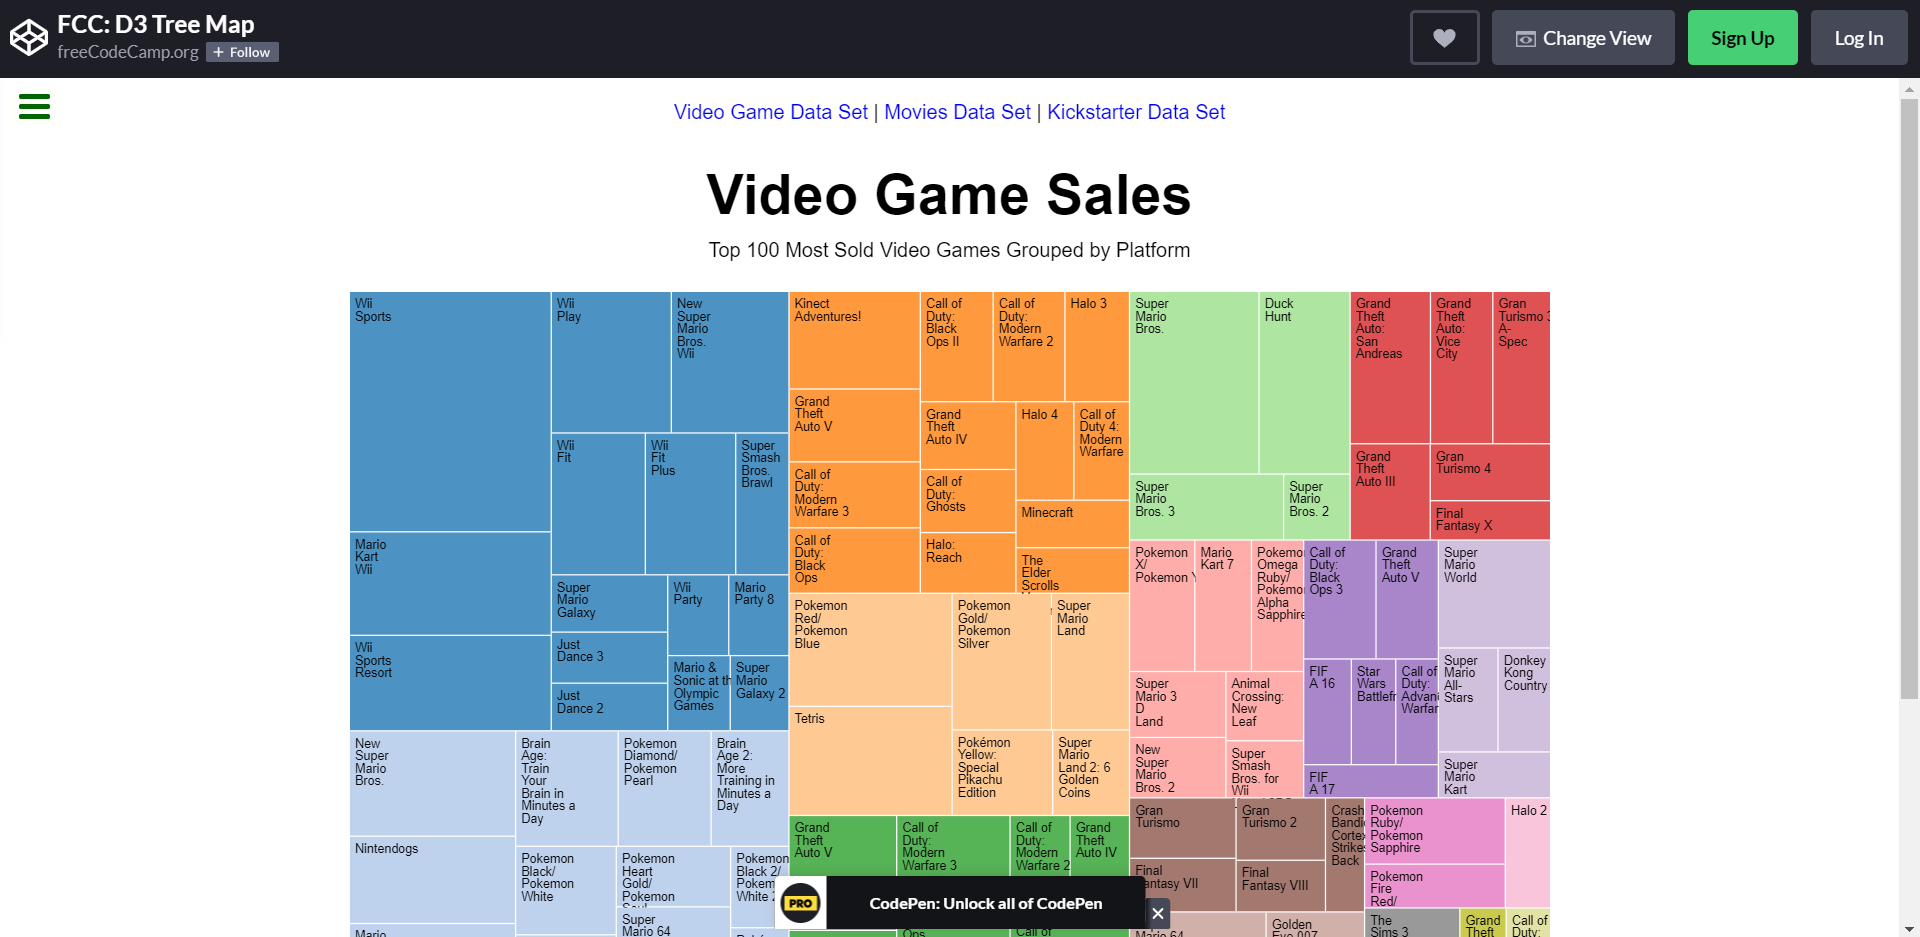 FCC: D3 Tree Map
freeCodeCamp.org
+ Follow
Change View
Sign Up
Log In
Video Game Data Set | Movies Data Set | Kickstarter Data Set
Video Game Sales
Top 100 Most Sold Video Games Grouped by Platform
Wii
Sports
Mario
Kart
Wii
Wii
Sports
Resort
Wii
Play
New
Super
Mario
Bros.
Wii
Wii
Fit
Wii
Fit
Plus
Super
Smash
Bros.
Brawl
Super
Mario
Galaxy
Just
Dance 3
Just
Dance 2
Wii
Party
Mario
Party 8
Mario &
Sonic at th
Olympic
Games
Super
Mario
Galaxy 2
Kinect
Adventures!
Grand
Theft
Auto V
Call of
Duty:
Modern
Warfare 3
Call of
Duty:
Black
Ops
Call of
Duty:
Black
Ops II
Call of
Duty:
Modern
Warfare 2
Halo 3
Grand
Theft
Auto IV
Call of
Duty:
Ghosts
Halo:
Reach
Halo 4
Call of
Duty 4:
Modern
Warfare
Minecraft
The
Elder
Scrolls
Super
Mario
Bros.
Duck
Hunt
Super
Mario
Bros. 3
Super
Mario
Bros. 2
Grand
Theft
Auto:
San
Andreas
Grand
Theft
Auto:
Vice
City
Gran
Turismo 3
A-
Spec
Grand
Theft
Auto III
Gran
Turismo 4
Final
Fantasy X
New
Super
Mario
Bros.
Nintendogs
Mario
Brain
Age:
Train
Your
Brain in
Minutes a
Day
Pokemon
Diamond/
Pokemon
Pearl
Brain
Age 2:
More
Training in
Minutes a
Day
Pokemon
Black/
Pokemon
White
Pokemon
Heart
Gold/
Pokemon
Super
Mario 64
Pokemon
Black 2/
Pokem
White 2
Pokemon
Red/
Pokemon
Blue
Tetris
Pokemon
Gold/
Pokemon
Silver
Super
Mario
Land
Pokémon
Yellow:
Special
Pikachu
Edition
Super
Mario
Land 2: 6
Golden
Coins
Grand
Theft
Auto V
Call of
Duty:
Modern
Warfare 3
Call of
Duty:
Modern
Warfare 2
Grand
Theft
Auto IV
Ops
Call of
Pokemon
X/
Pokemon Y
Mario
Kart 7
Pokemon
Omega
Ruby/
Pokemon
Alpha
Sapphire
Super
Mario 3
D
Land
Animal
Crossing:
New
Leaf
New
Super
Mario
Bros. 2
Super
Smash
Bros. for
Wii
Call of
Duty:
Black
Ops 3
Grand
Theft
Auto V
FIF
A 16
Star
Wars
Battlefr
Call of
Duty:
Advan
Warfar
FIF
A 17
Super
Mario
World
Super
Mario
All-
Stars
Donkey
Kong
Country
Super
Mario
Kart
Gran
Turismo
Final
Fantasy VII
Gran
Turismo 2
Final
Fantasy VIII
Crash
Bandi
Cortex
Strikes
Back
Pokemon
Ruby/
Pokemon
Sapphire
Pokemon
Fire
Red/
Halo 2
Mario 64
Golden
Eye 007
The
Sims 3
Grand
Theft
Call of
Duty:
PRO
CodePen: Unlock all of CodePen